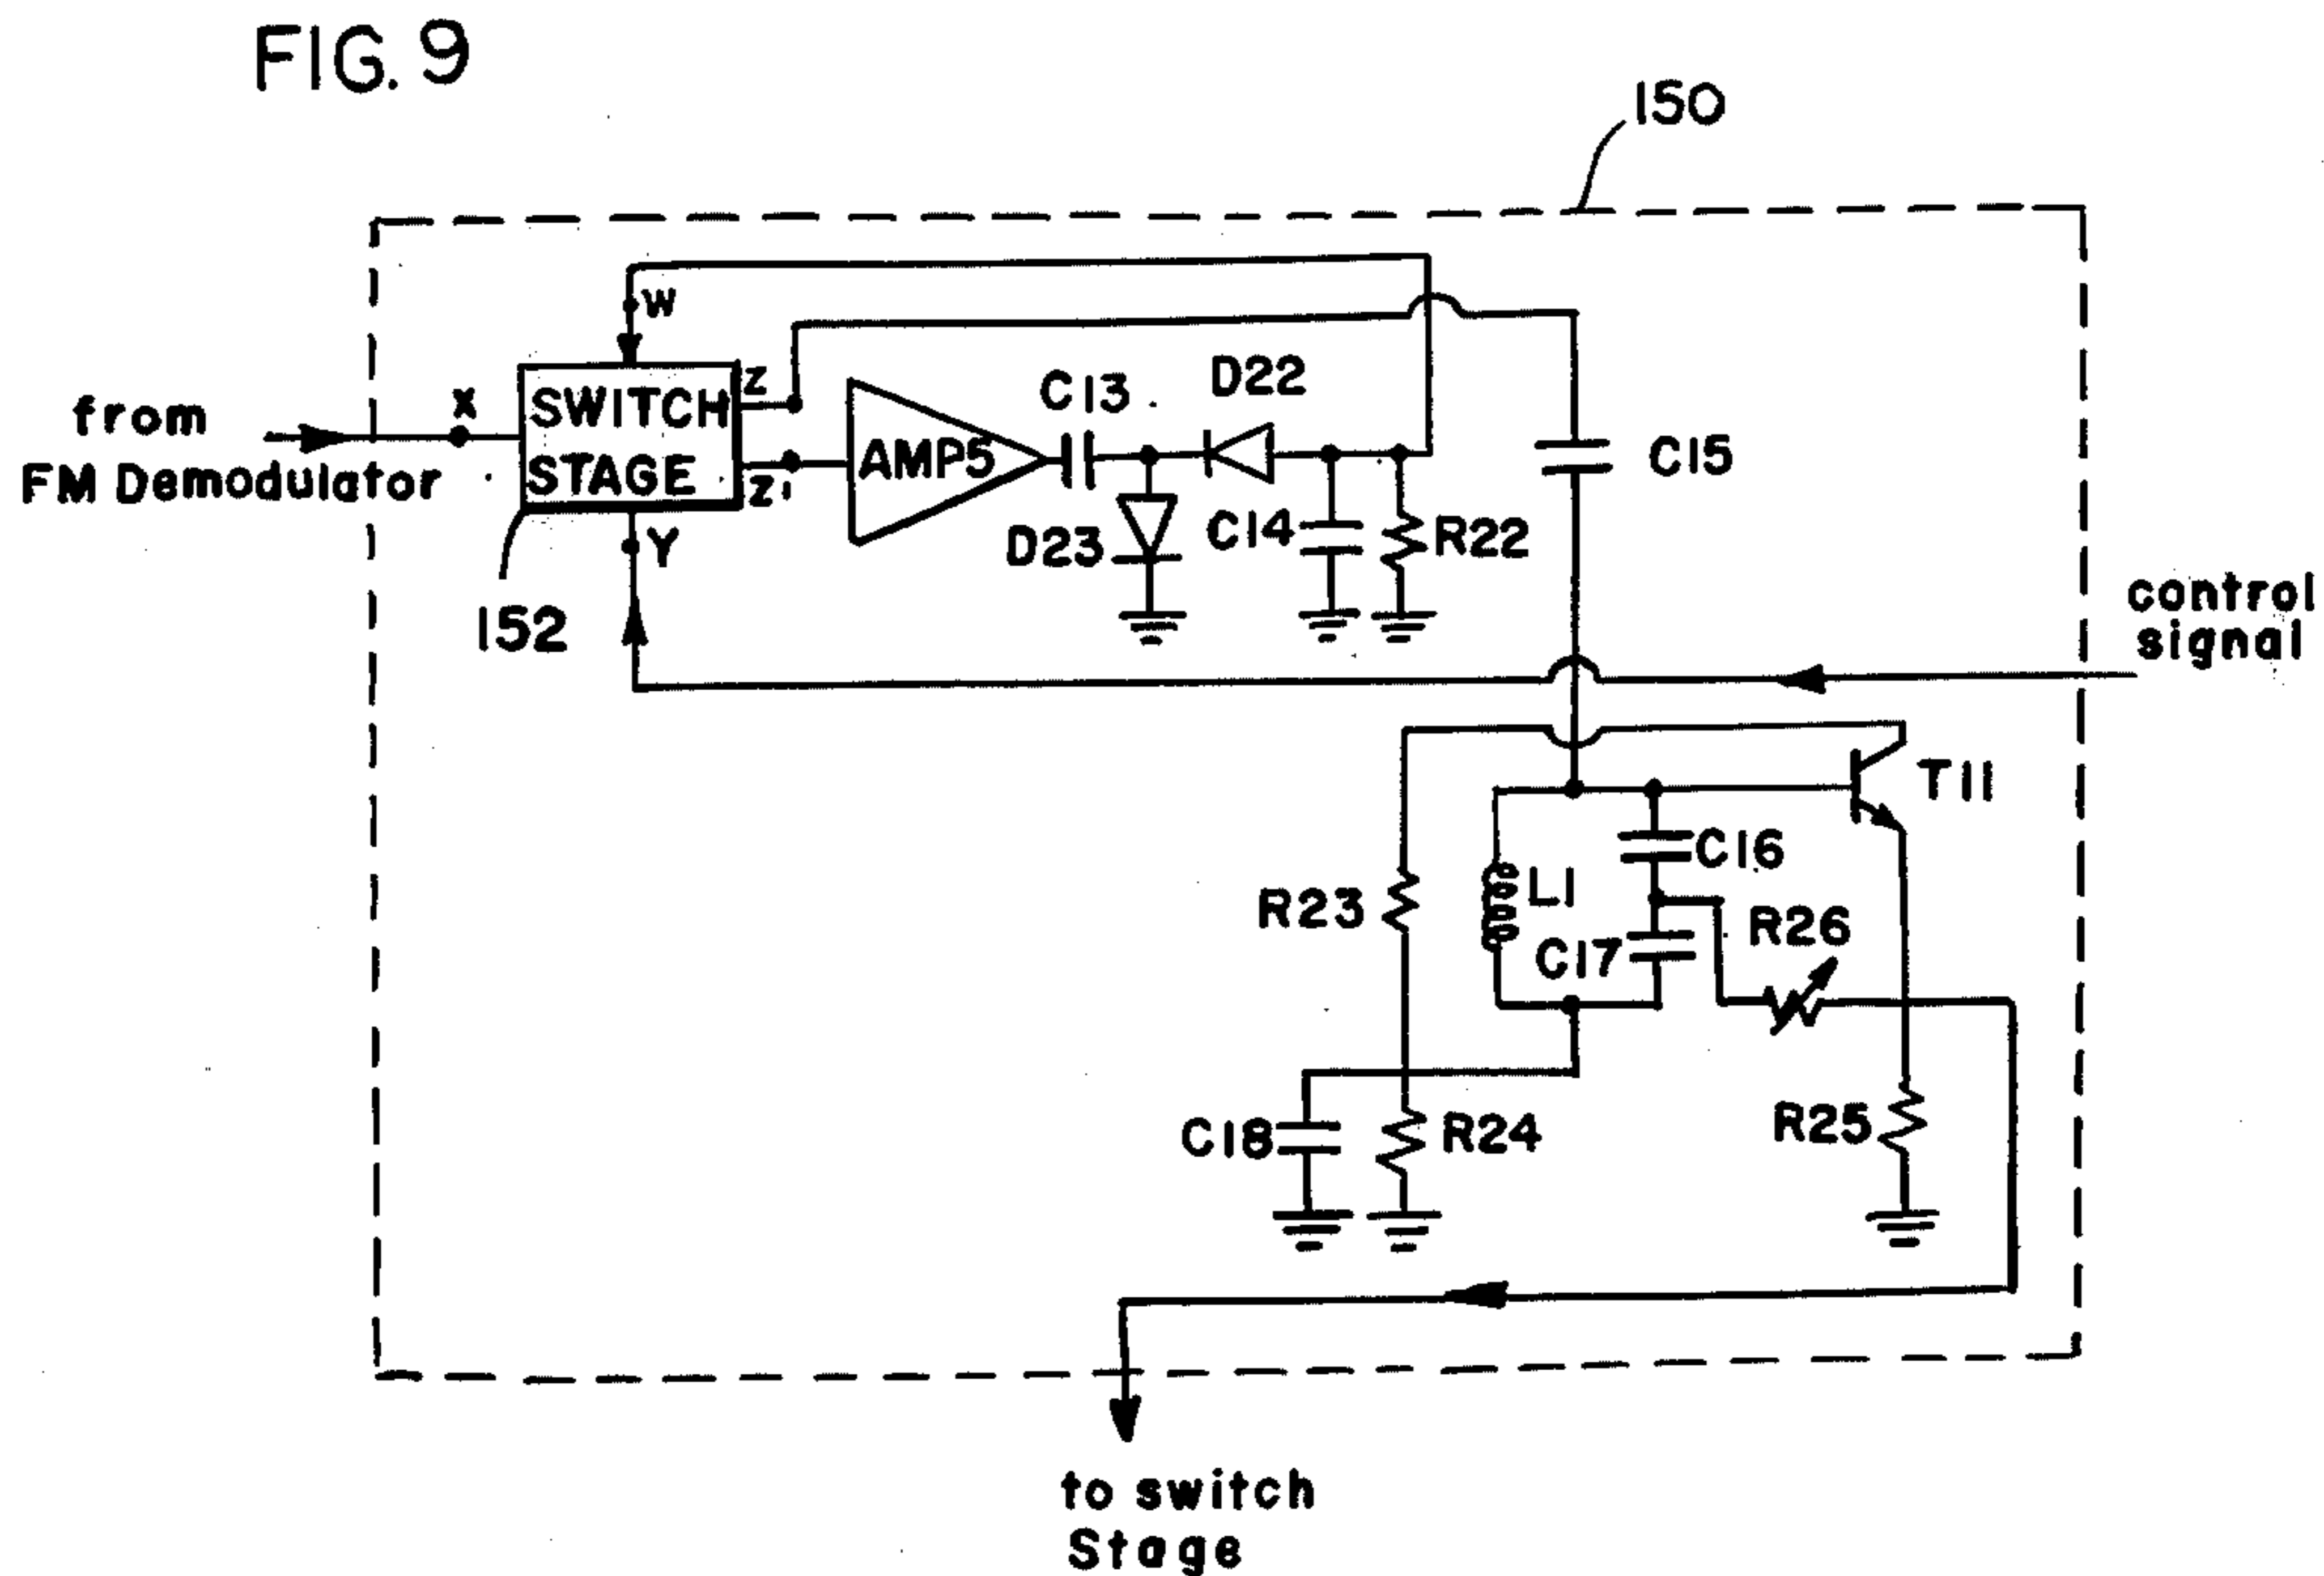 FIG. 9
150
W
X
Z
SWITCH
STAGE
Z'
Y
152
from
FM Demodulator
AMP5
C13
D22
D23
C14
R22
C15
control
signal
T11
C16
L1
R23
C17
R26
C18
R24
R25
to switch
Stage